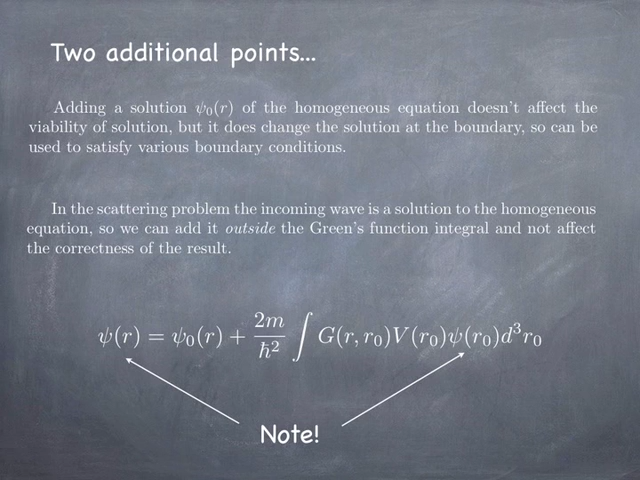 Two additional points...
Adding a solution ψ₀(r) of the homogeneous equation doesn't affect the
viability of solution, but it does change the solution at the boundary, so can be
used to satisfy various boundary conditions.
In the scattering problem the incoming wave is a solution to the homogeneous
equation, so we can add it outside the Green's function integral and not affect
the correctness of the result.
ψ(r) = ψ₀(r) + 2m/ħ² ∫ G(r, r₀)V(r₀)ψ(r₀)d³r₀
Note!